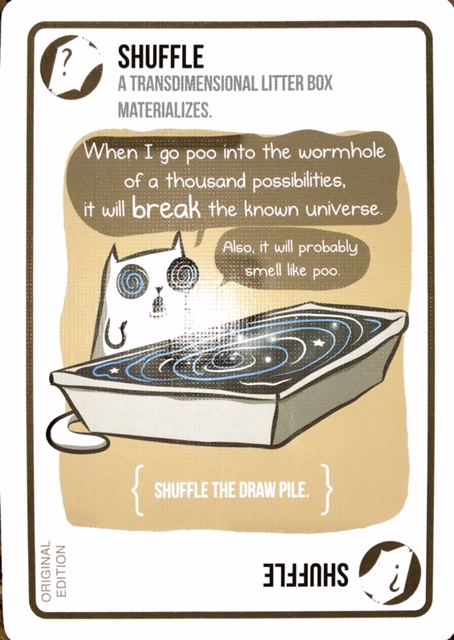 ?
SHUFFLE
A TRANSDIMENSIONAL LITTER BOX
MATERIALIZES.
When I go poo into the wormhole
of a thousand possibilities,
it will break the known universe.
Also, it will probably
smell like poo.
{ SHUFFLE THE DRAW PILE. }
ORIGINAL
EDITION
SHUFFLE
?